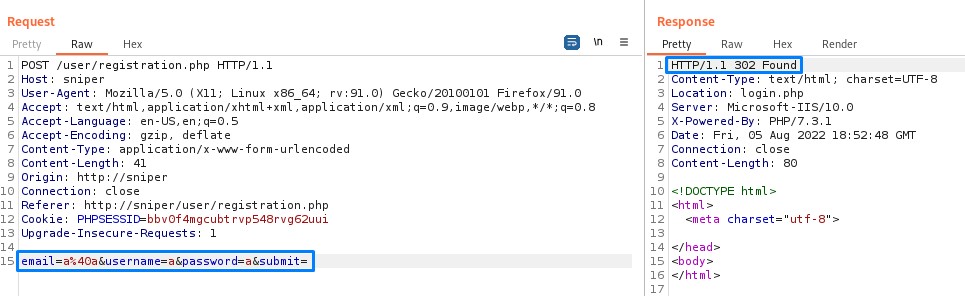 Request
Pretty Raw Hex
\n
1 POST /user/registration.php HTTP/1.1
2 Host: sniper
3 User-Agent: Mozilla/5.0 (X11; Linux x86_64; rv:91.0) Gecko/20100101 Firefox/91.0
4 Accept: text/html,application/xhtml+xml,application/xml;q=0.9,image/webp,*/*;q=0.8
5 Accept-Language: en-US,en;q=0.5
6 Accept-Encoding: gzip, deflate
7 Content-Type: application/x-www-form-urlencoded
8 Content-Length: 41
9 Origin: http://sniper
10 Connection: close
11 Referer: http://sniper/user/registration.php
12 Cookie: PHPSESSID=bbv0f4mgcubtrvp548rvg62uui
13 Upgrade-Insecure-Requests: 1
14
15 email=a%40a&username=a&password=a&submit=
Response
Pretty Raw Hex Render
1 HTTP/1.1 302 Found
2 Content-Type: text/html; charset=UTF-8
3 Location: login.php
4 Server: Microsoft-IIS/10.0
5 X-Powered-By: PHP/7.3.1
6 Date: Fri, 05 Aug 2022 18:52:48 GMT
7 Connection: close
8 Content-Length: 80
9
10 <!DOCTYPE html>
11 <html>
12 <meta charset="utf-8">
13
14 </head>
15 <body>
16 </html>
17